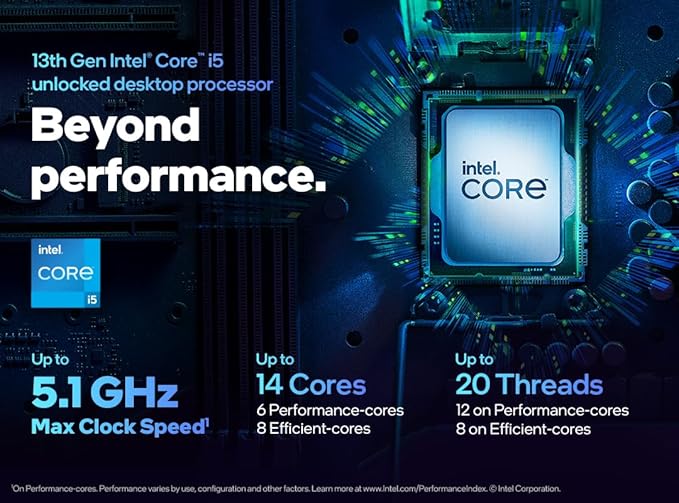 13th Gen Intel® Core™ i5
unlocked desktop processor
Beyond
performance.
intel.
CORE™
intel.
CORE™
i5
Up to
5.1 GHz
Max Clock Speed¹
Up to
14 Cores
6 Performance-cores
8 Efficient-cores
Up to
20 Threads
12 on Performance-cores
8 on Efficient-cores
¹On Performance-cores. Performance varies by use, configuration and other factors. Learn more at www.Intel.com/PerformanceIndex. © Intel Corporation.